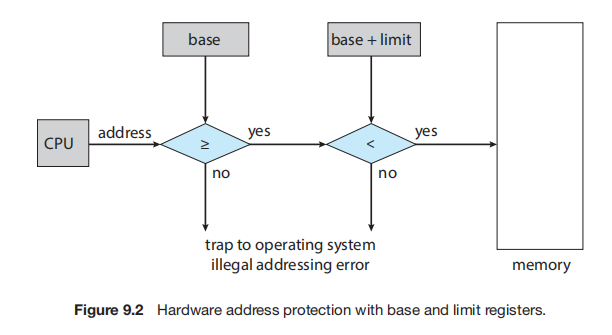 base
base + limit
CPU
address
≥
yes
<
yes
no
no
trap to operating system
illegal addressing error
memory
Figure 9.2 Hardware address protection with base and limit registers.